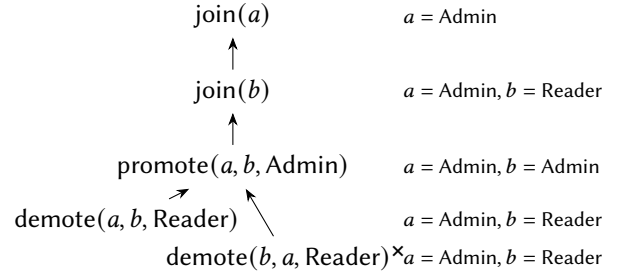 join(a) a = Admin
join(b) a = Admin, b = Reader
promote(a, b, Admin) a = Admin, b = Admin
demote(a, b, Reader) a = Admin, b = Reader
demote(b, a, Reader)× a = Admin, b = Reader